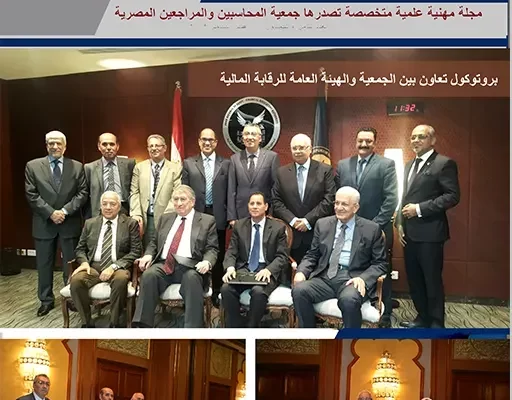 مجلة مهنية علمية متخصصة تصدرها جمعية المحاسبين والمراجعين المصرية
بروتوكول تعاون بين الجمعية والهيئة العامة للرقابة المالية
11:32